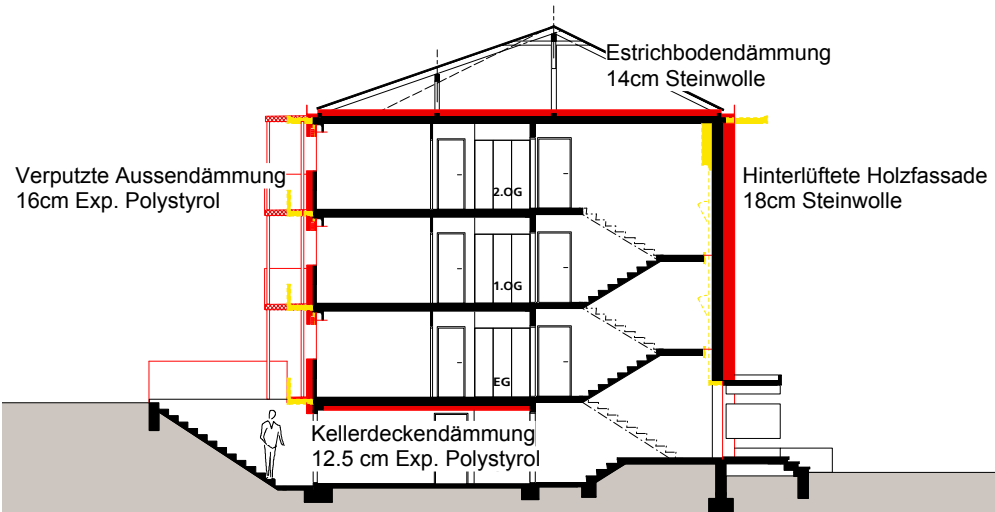 Estrichbodendämmung
14cm Steinwolle
Verputzte Aussendämmung
16cm Exp. Polystyrol
Hinterlüftete Holzfassade
18cm Steinwolle
2.OG
1.OG
EG
Kellerdeckendämmung
12.5 cm Exp. Polystyrol